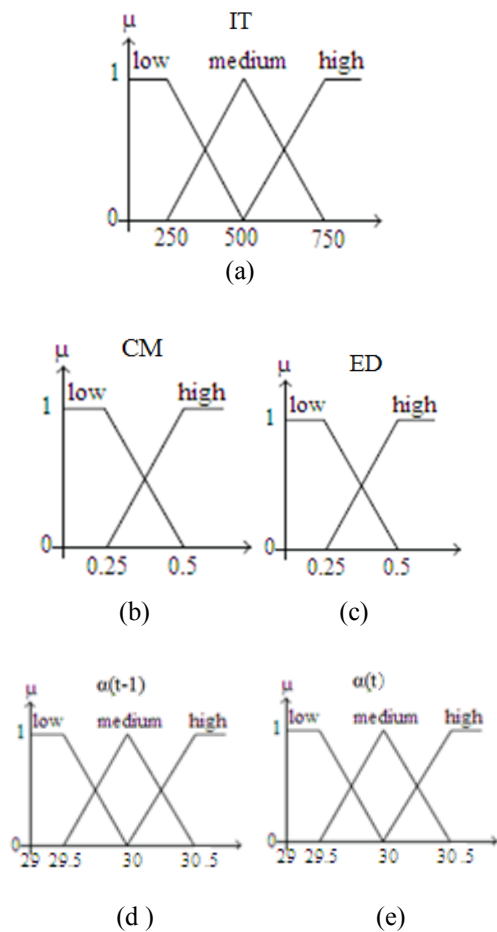 IT
μ
low medium high
1
0
250 500 750
(a)
CM
μ
low high
1
0
0.25 0.5
(b)
ED
μ
low high
1
0
0.25 0.5
(c)
α(t-1)
μ
low medium high
1
0
29 29.5 30 30.5
(d )
α(t)
μ
low medium high
1
0
29 29.5 30 30.5
(e)